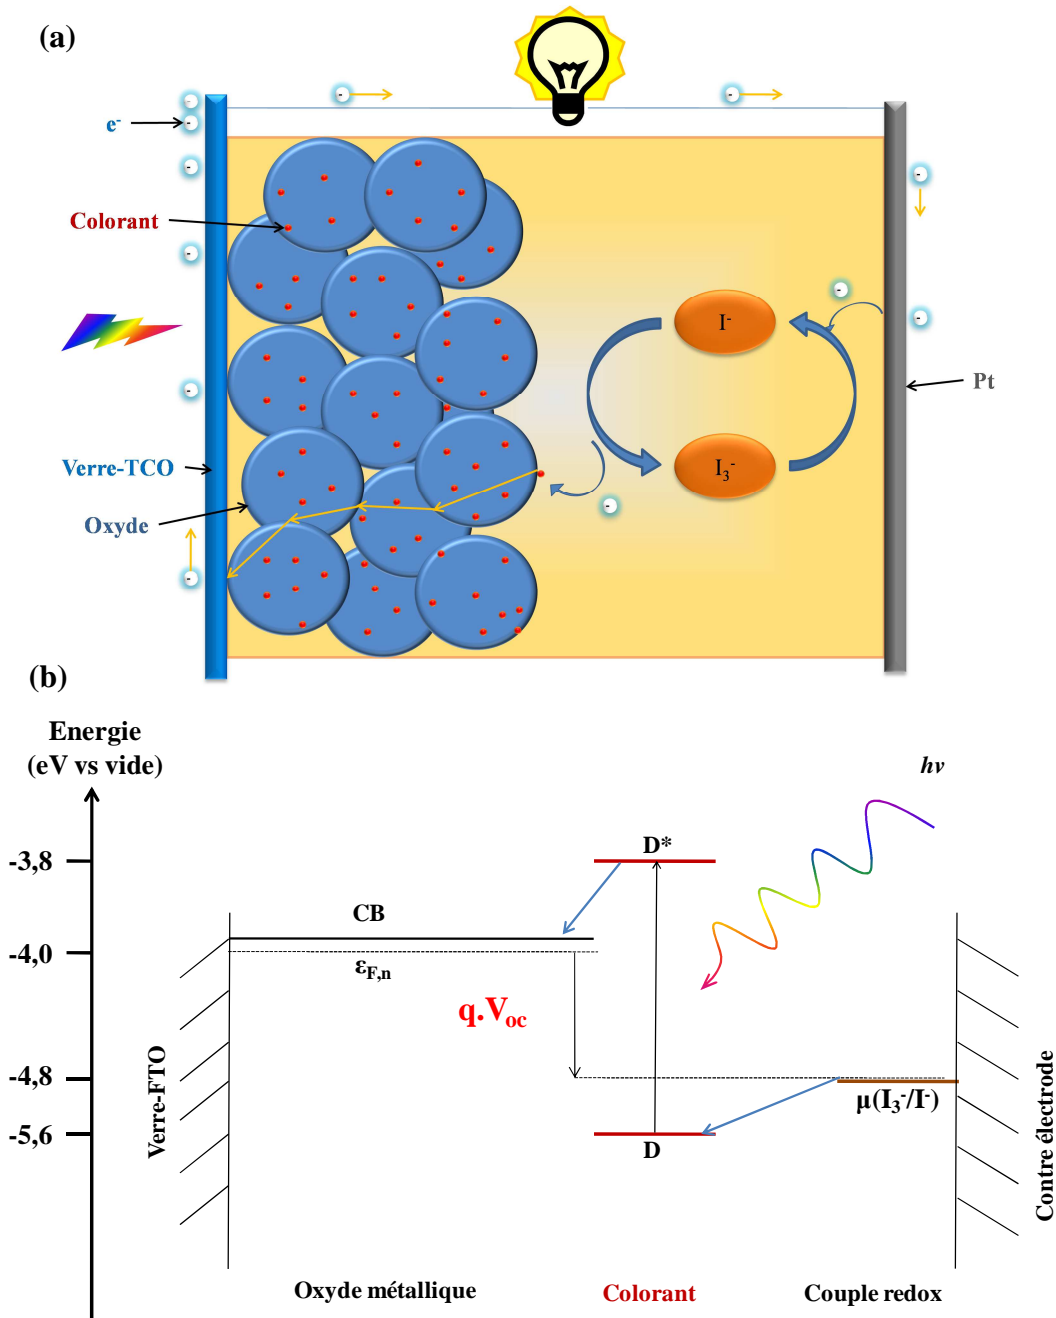 (a)
e-
Colorant
I-
Pt
Verre-TCO
I3-
Oxyde
(b)
Energie
(eV vs vide)
hν
-3,8
D*
CB
-4,0
εF,n
q.Voc
-4,8
μ(I3-/I-)
-5,6
D
Verre-FTO
Contre électrode
Oxyde métallique
Colorant
Couple redox